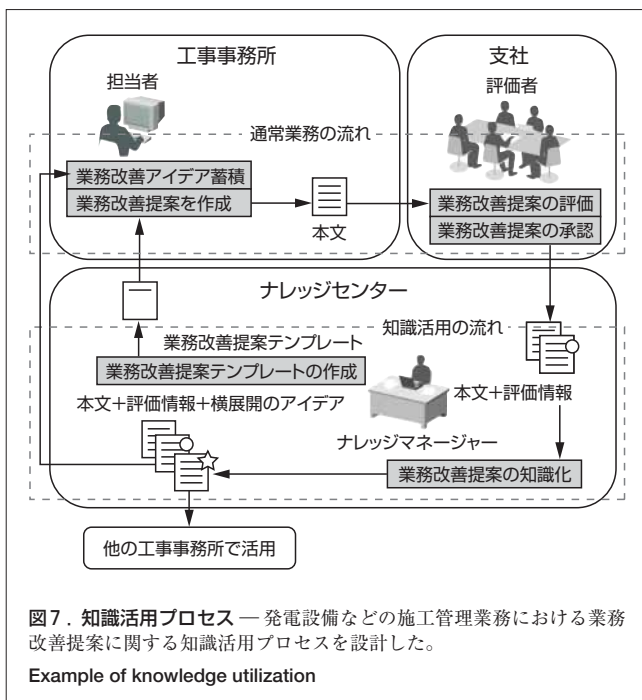 工事事務所
支社
担当者
評価者
通常業務の流れ
業務改善アイデア蓄積
業務改善提案を作成
本文
業務改善提案の評価
業務改善提案の承認
ナレッジセンター
知識活用の流れ
業務改善提案テンプレート
業務改善提案テンプレートの作成
本文+評価情報
本文+評価情報+横展開のアイデア
ナレッジマネージャー
業務改善提案の知識化
他の工事事務所で活用
図7. 知識活用プロセス — 発電設備などの施工管理業務における業務
改善提案に関する知識活用プロセスを設計した。
Example of knowledge utilization